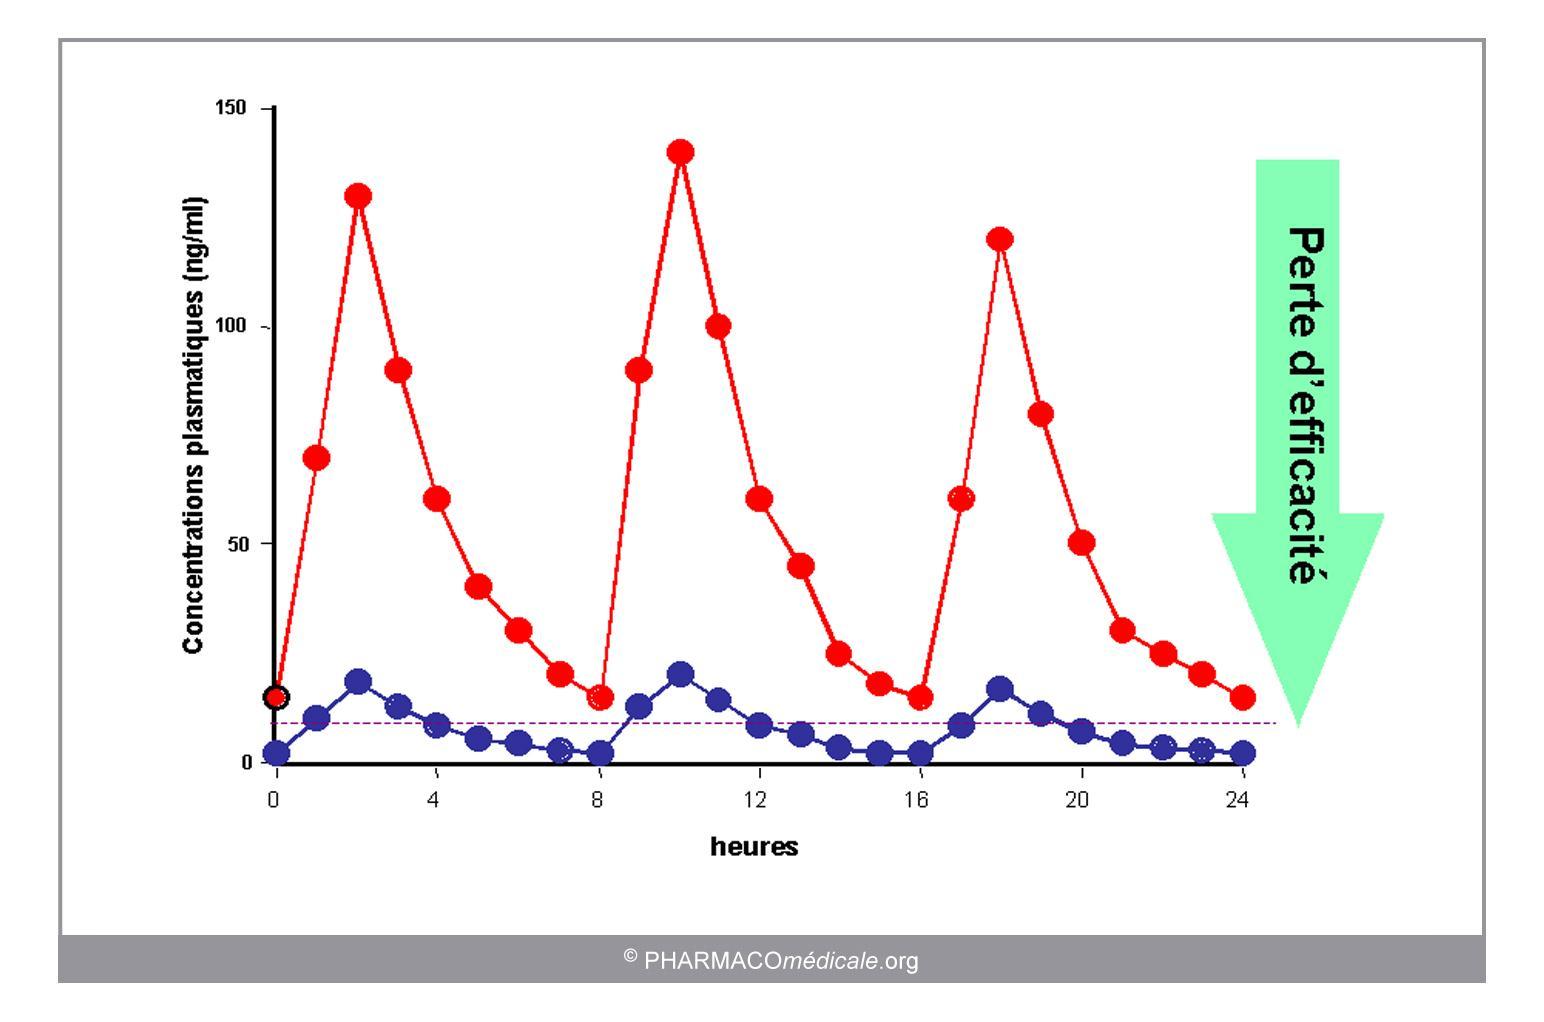 150
100
50
0
Concentrations plasmatiques (ng/ml)
0 4 8 12 16 20 24
heures
Perte d'efficacité
© PHARMACOmédicale.org